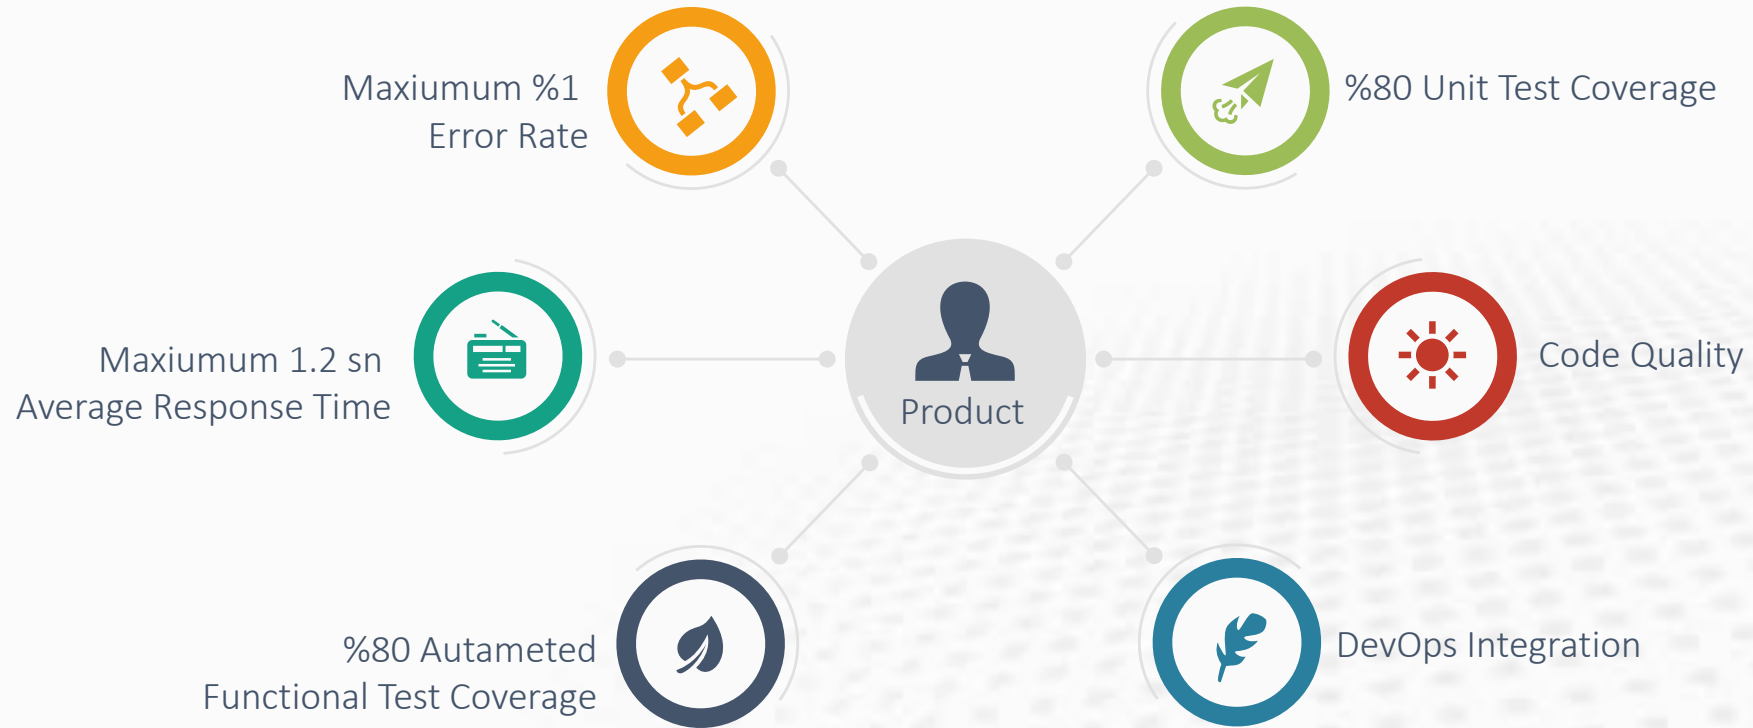 Maxiumum %1
Error Rate
%80 Unit Test Coverage
Maxiumum 1.2 sn
Average Response Time
Product
Code Quality
%80 Autameted
Functional Test Coverage
DevOps Integration